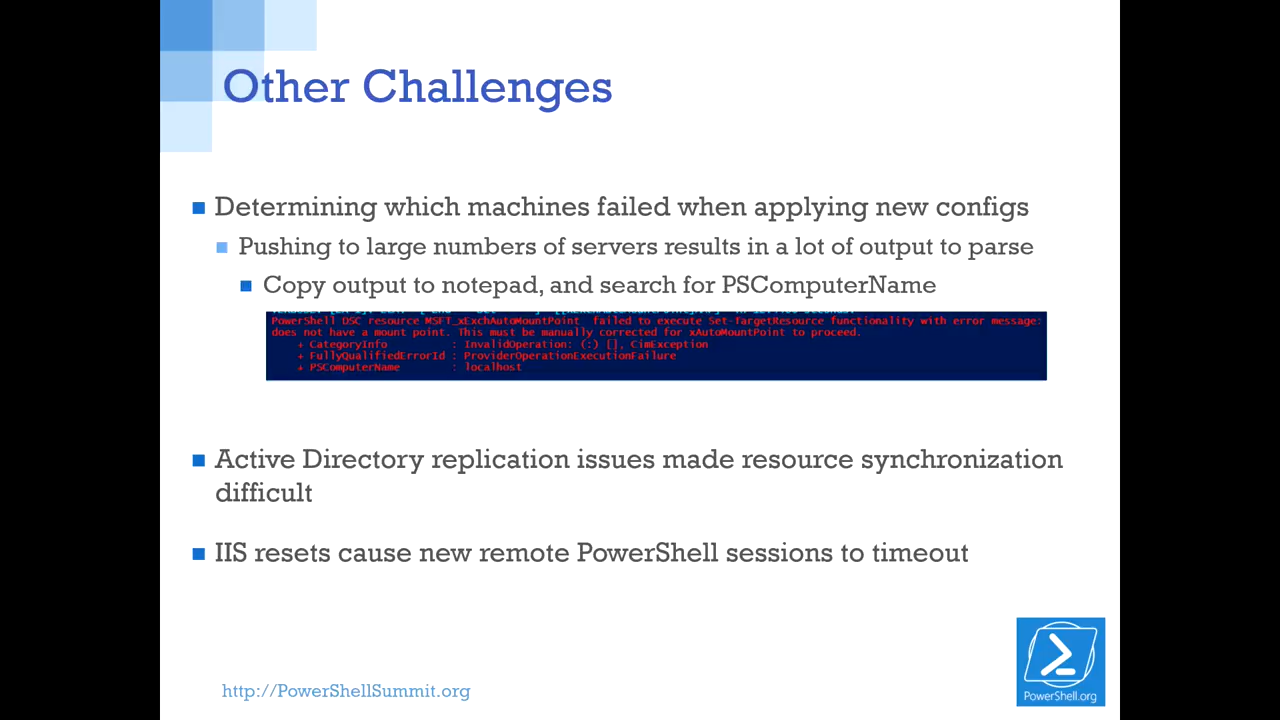 Other Challenges
Determining which machines failed when applying new configs
Pushing to large numbers of servers results in a lot of output to parse
Copy output to notepad, and search for PSComputerName
PowerShell DSC resource MSFT_xExchAutoMountPoint  failed to execute Set-TargetResource functionality with error message:
does not have a mount point. This must be manually corrected for xAutoMountPoint to proceed.
+ CategoryInfo : InvalidOperation: (:) [], CimException
+ FullyQualifiedErrorId : ProviderOperationExecutionFailure
+ PSComputerName : localhost
Active Directory replication issues made resource synchronization
difficult
IIS resets cause new remote PowerShell sessions to timeout
http://PowerShellSummit.org
PowerShell.org